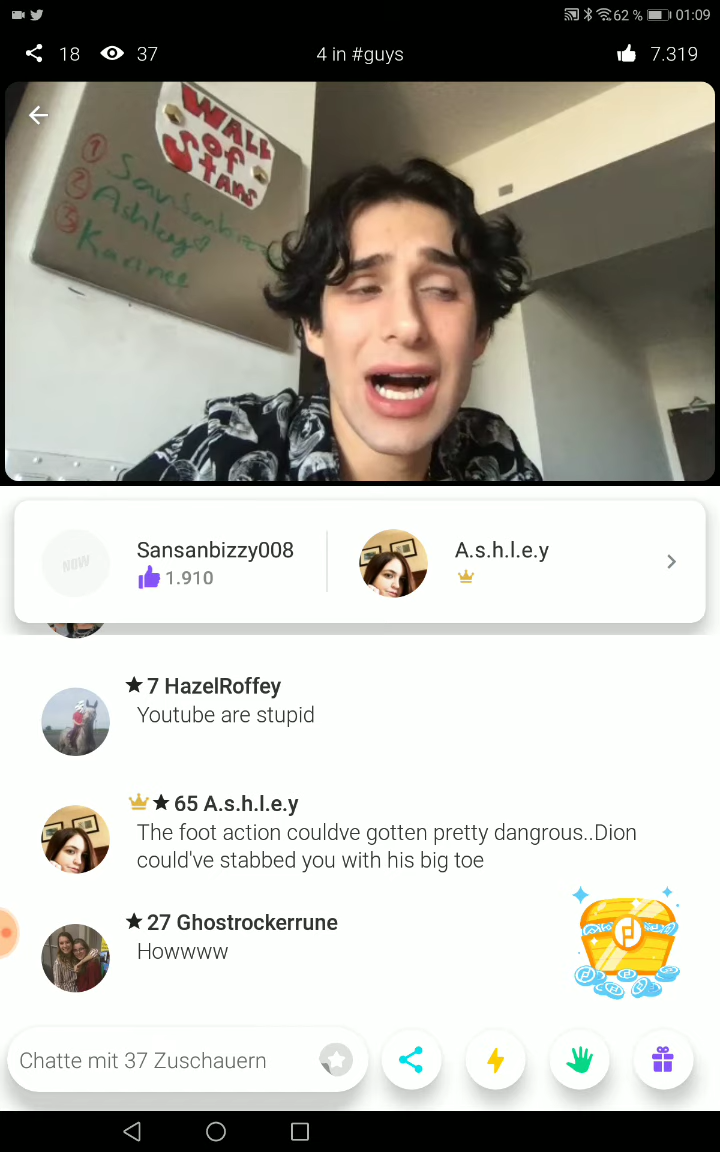 62 % 01:09
18 37 4 in #guys 7.319
WALL
OF
STANS
1 SanSanbizzy
2 Ashley
3 Karinee
Sansanbizzy008
1.910
NOW
A.s.h.l.e.y
7 HazelRoffey
Youtube are stupid
65 A.s.h.l.e.y
The foot action couldve gotten pretty dangrous..Dion
could've stabbed you with his big toe
27 Ghostrockerrune
Howwww
Chatte mit 37 Zuschauern